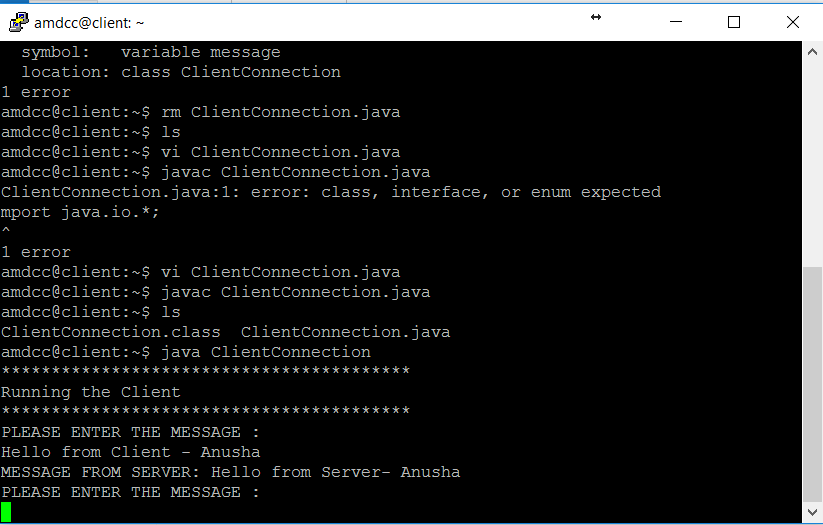 amdcc@client: ~
symbol:   variable message
location: class ClientConnection
1 error
amdcc@client:~$ rm ClientConnection.java
amdcc@client:~$ ls
amdcc@client:~$ vi ClientConnection.java
amdcc@client:~$ javac ClientConnection.java
ClientConnection.java:1: error: class, interface, or enum expected
mport java.io.*;
^
1 error
amdcc@client:~$ vi ClientConnection.java
amdcc@client:~$ javac ClientConnection.java
amdcc@client:~$ ls
ClientConnection.class  ClientConnection.java
amdcc@client:~$ java ClientConnection
*****************************************
Running the Client
*****************************************
PLEASE ENTER THE MESSAGE :
Hello from Client - Anusha
MESSAGE FROM SERVER: Hello from Server- Anusha
PLEASE ENTER THE MESSAGE :